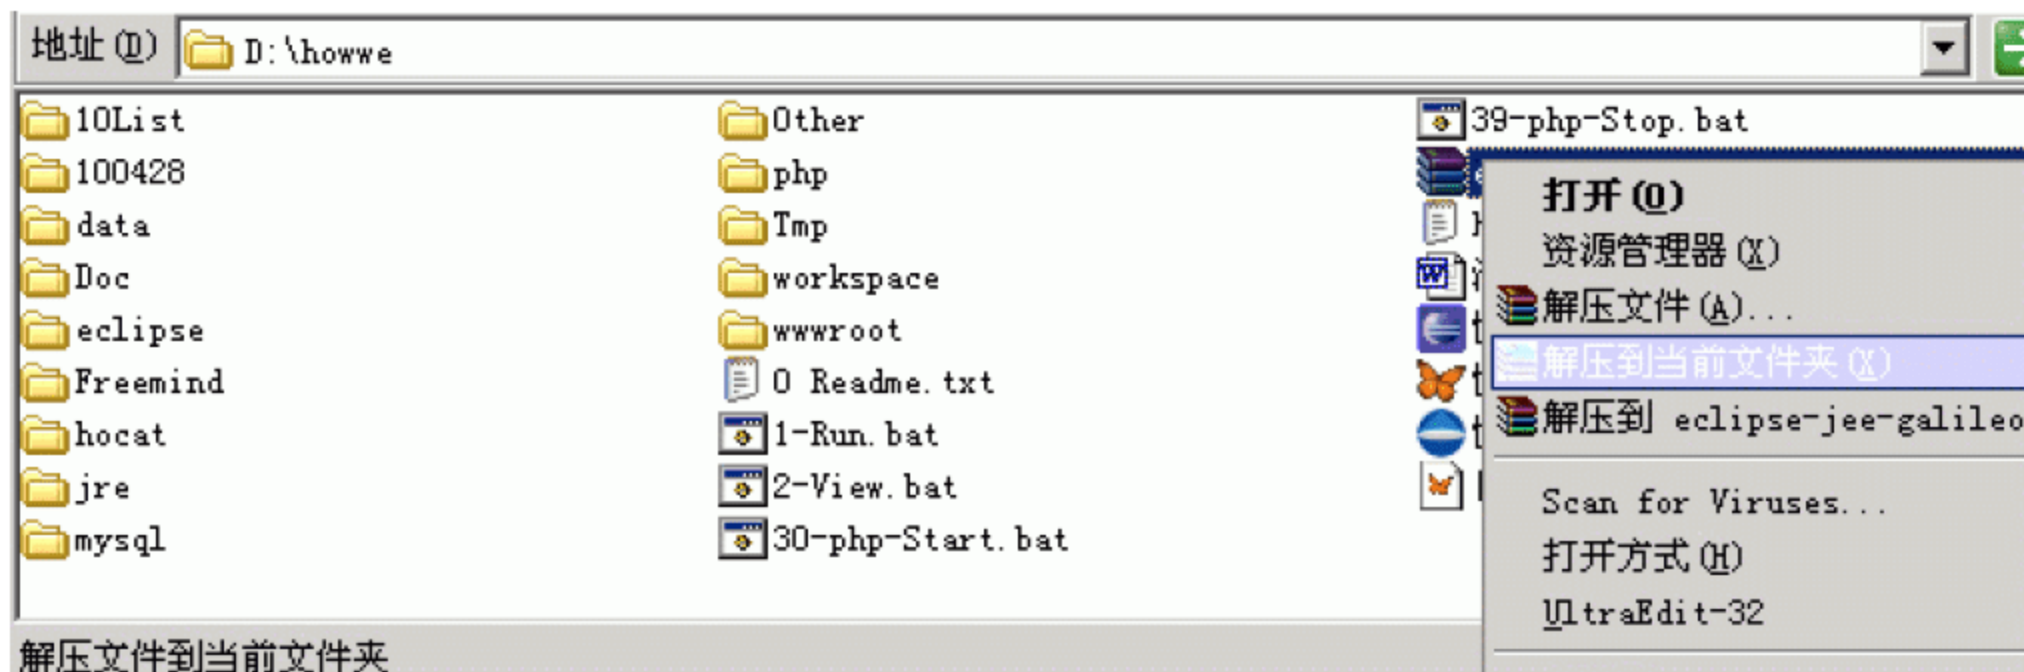 地址(D) D:\howwe
10List
100428
data
Doc
eclipse
Freemind
hocat
jre
mysql
Other
php
Tmp
workspace
wwwroot
0 Readme.txt
1-Run.bat
2-View.bat
30-php-Start.bat
39-php-Stop.bat
打开(O)
资源管理器(X)
解压文件(A)...
解压到当前文件夹(X)
解压到 eclipse-jee-galileo
Scan for Viruses...
打开方式(H)
UltraEdit-32
解压文件到当前文件夹